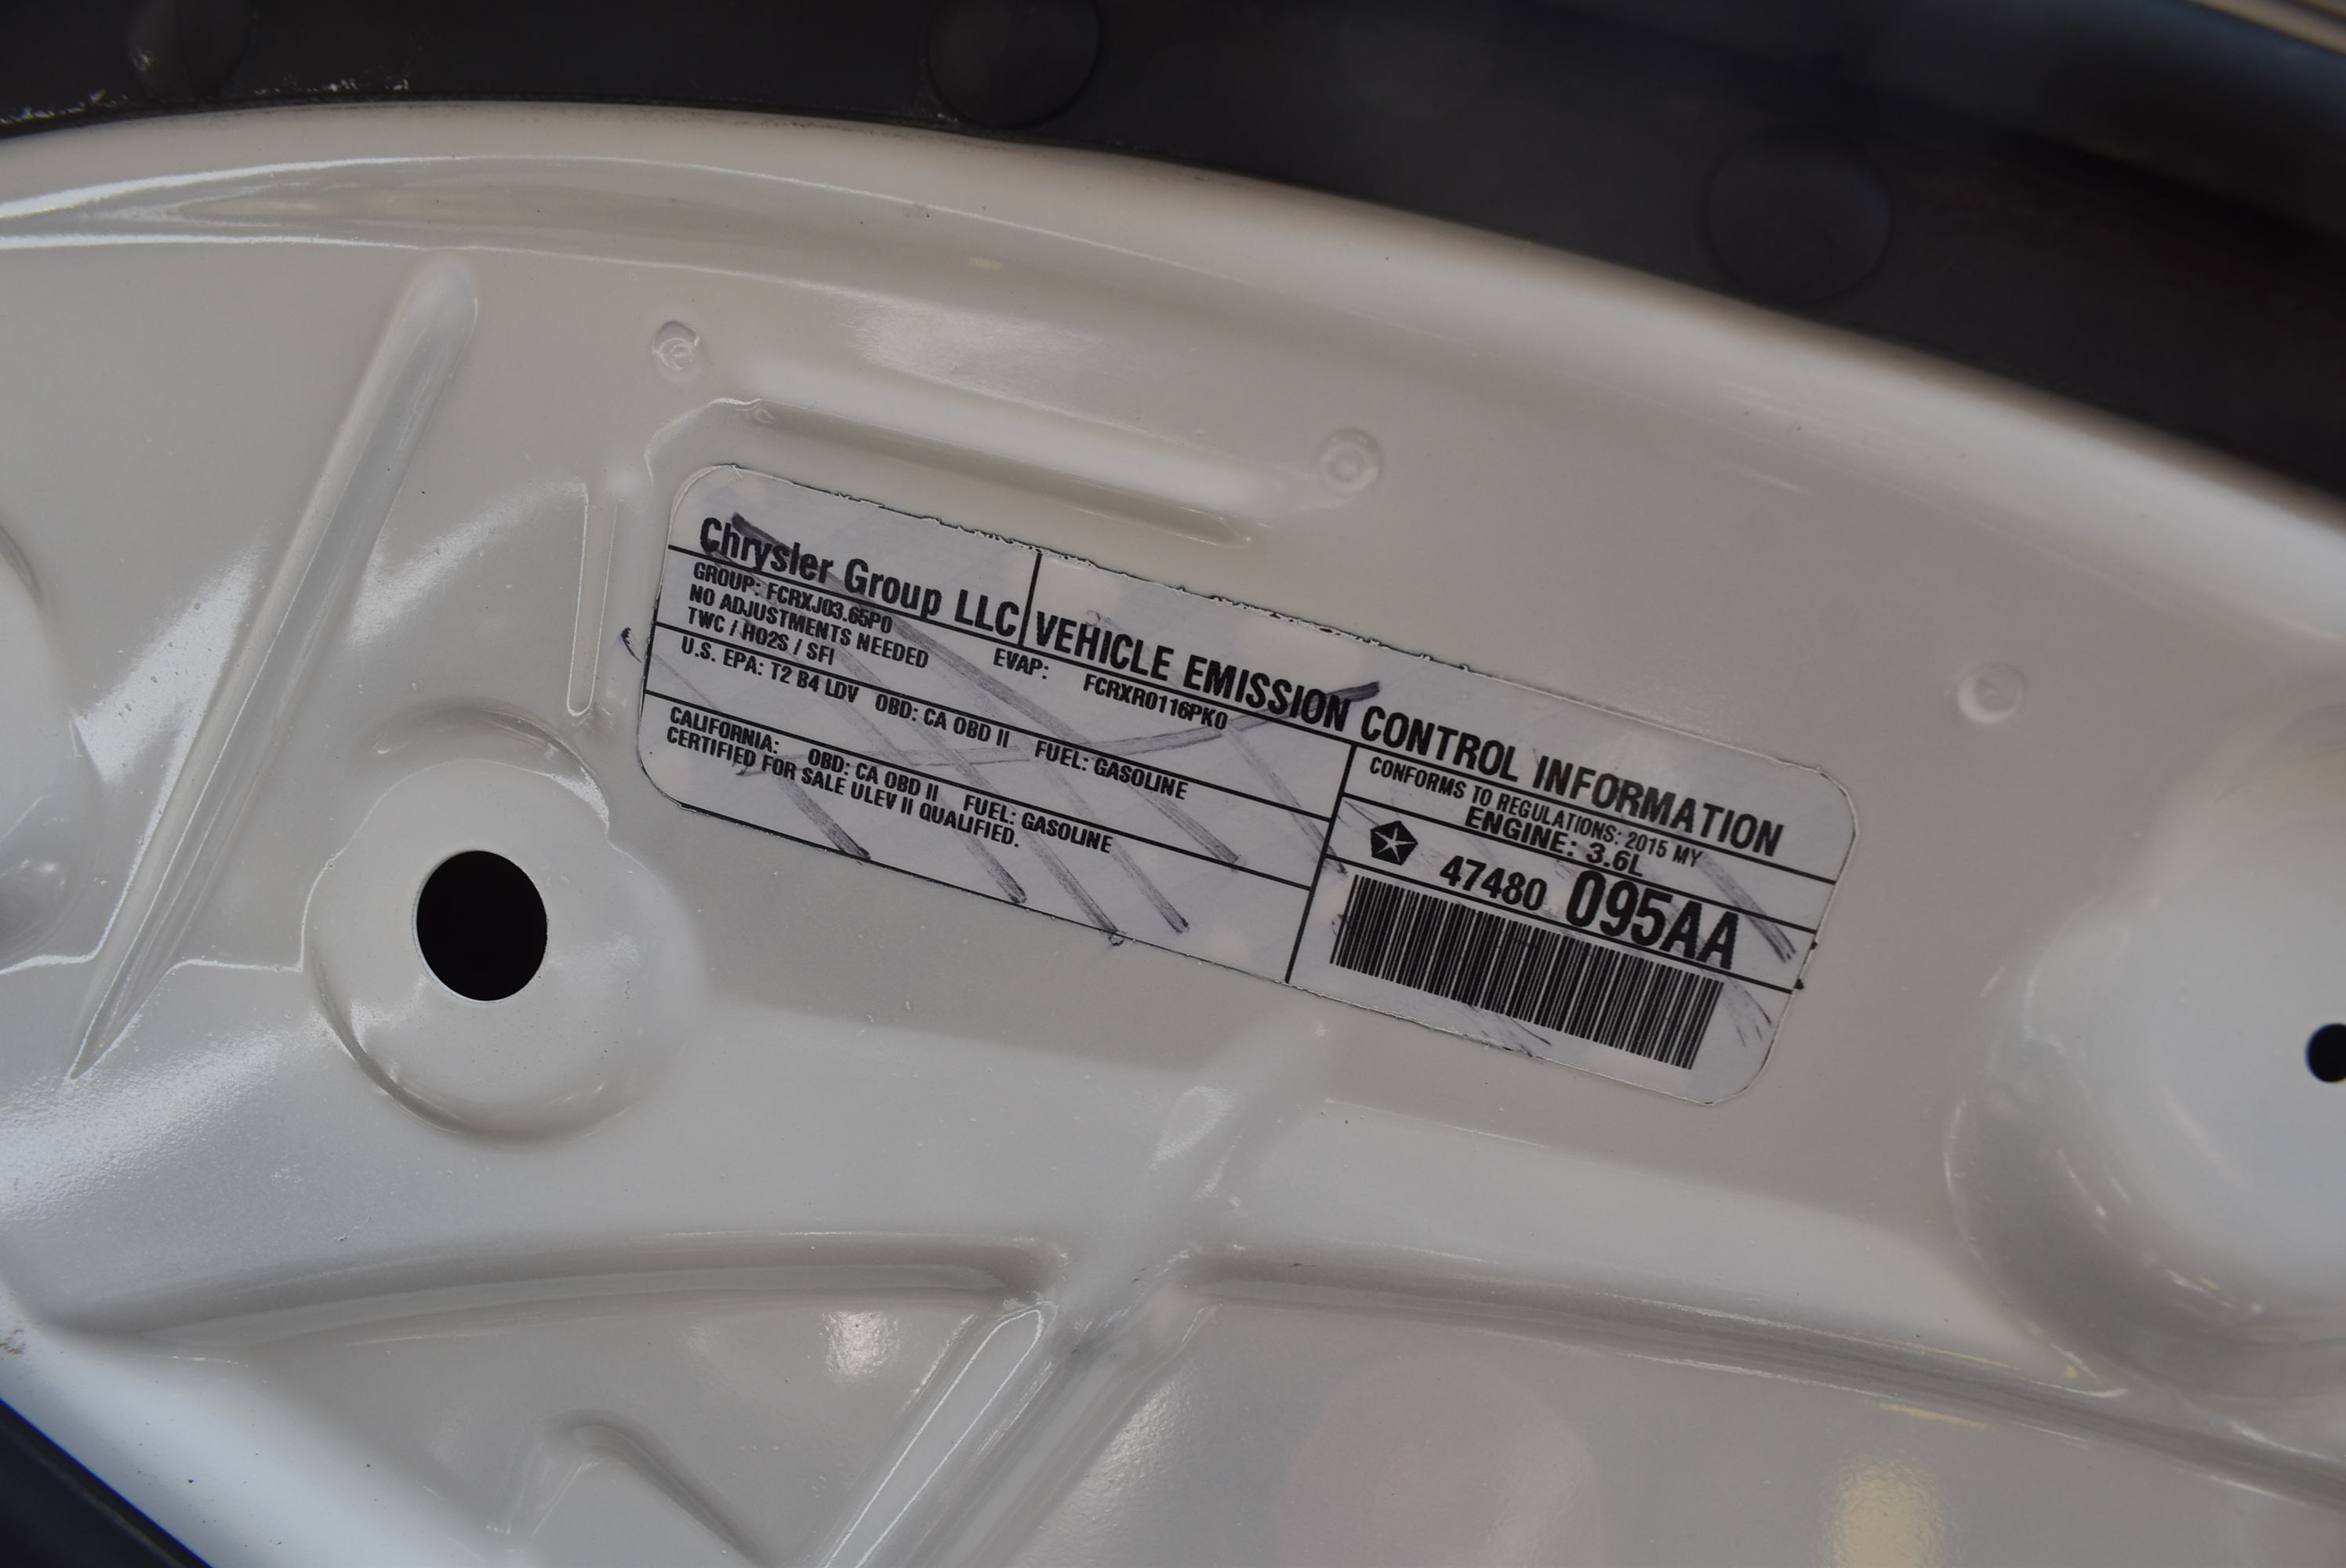 Chrysler Group LLC
VEHICLE EMISSION CONTROL INFORMATION
GROUP: FCRXJ03.65P0
EVAP: FCRXR0116PK0
NO ADJUSTMENTS NEEDED
TWC / HO2S / SFI
U.S. EPA: T2 B4 LDV OBD: CA OBD II FUEL: GASOLINE
CALIFORNIA: OBD: CA OBD II FUEL: GASOLINE
CERTIFIED FOR SALE ULEV II QUALIFIED.
CONFORMS TO REGULATIONS: 2015 MY
ENGINE: 3.6L
47480 095AA